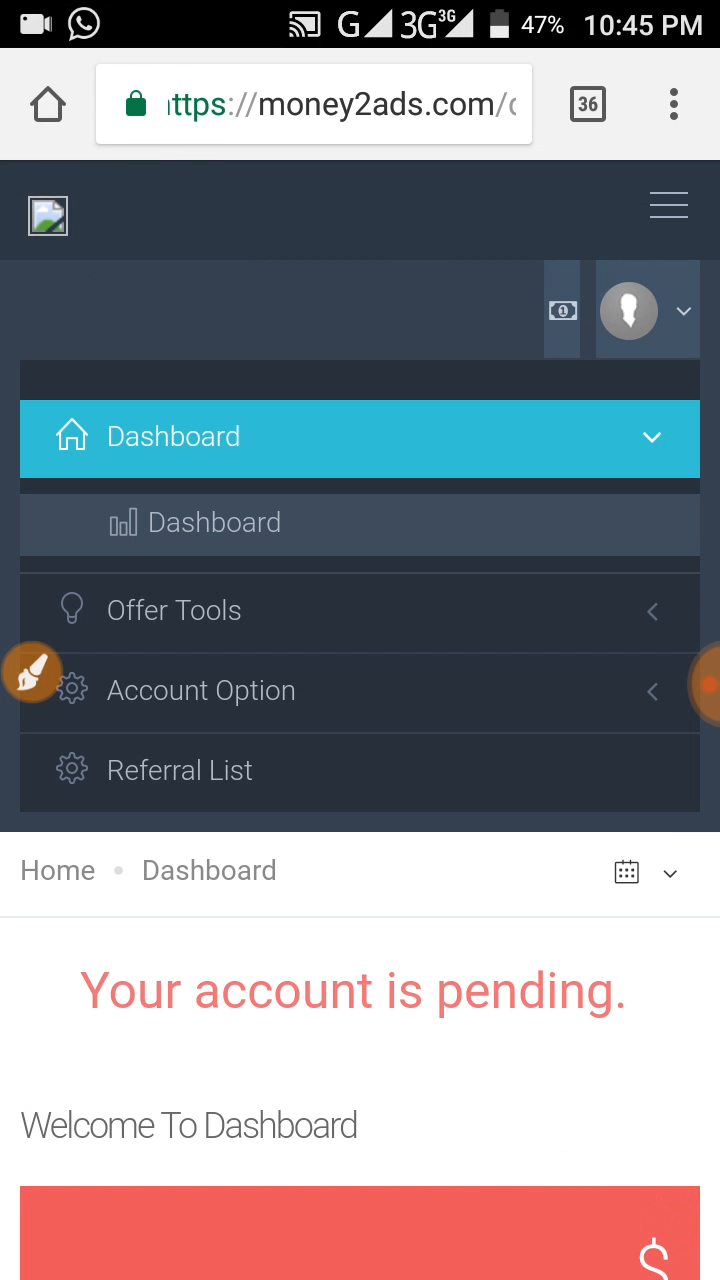 G 3G 3G 47% 10:45 PM
ttps://money2ads.com/
36
Dashboard
Dashboard
Offer Tools
Account Option
Referral List
Home Dashboard
Your account is pending.
Welcome To Dashboard
$